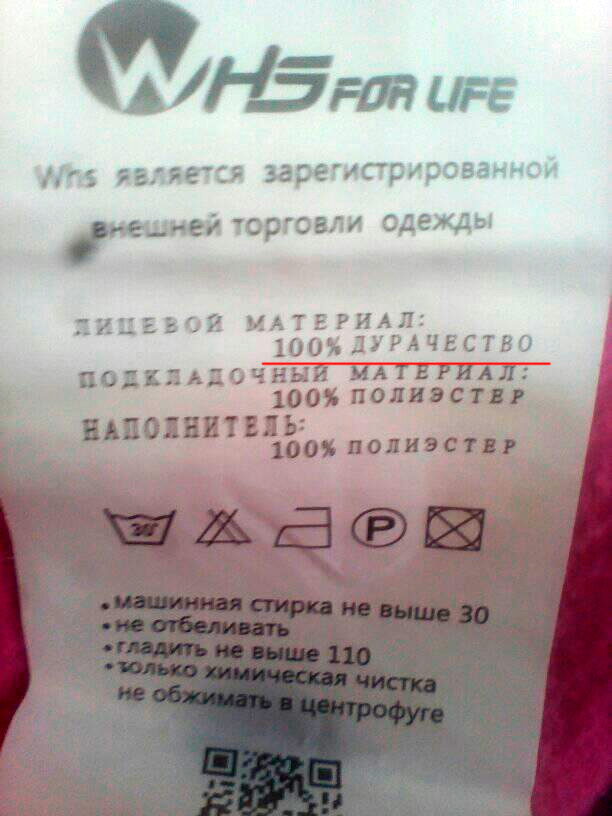 WHS FOR LIFE
Whs является зарегистрированной
внешней торговли одежды
ЛИЦЕВОЙ МАТЕРИАЛ:
100% ДУРАЧЕСТВО
ПОДКЛАДОЧНЫЙ МАТЕРИАЛ:
100% ПОЛИЭСТЕР
НАПОЛНИТЕЛЬ:
100% ПОЛИЭСТЕР
30° P
•машинная стирка не выше 30
•не отбеливать
•гладить не выше 110
•только химическая чистка
не обжимать в центрофуге